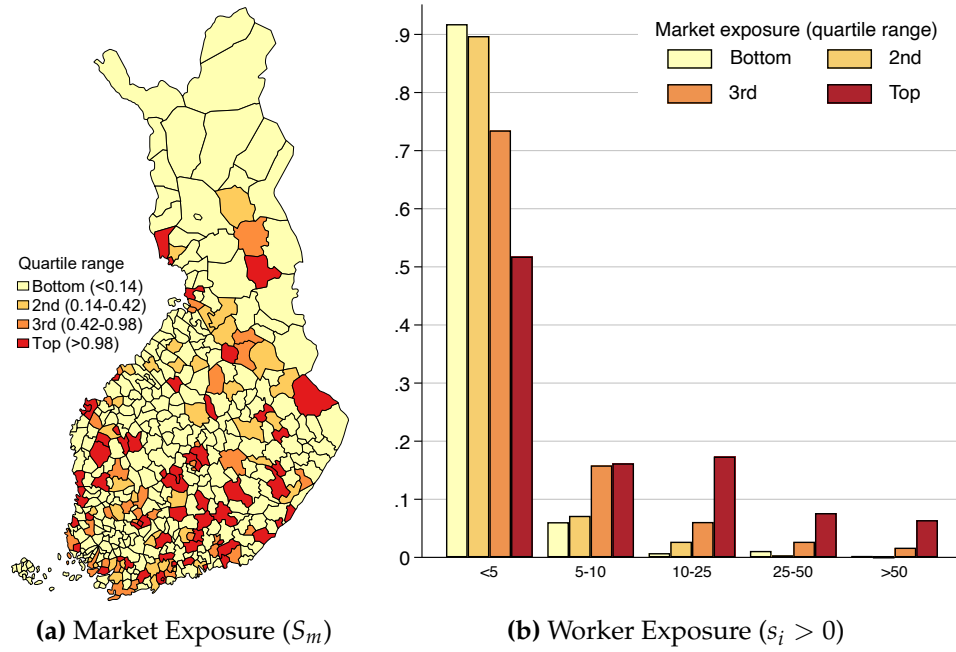 Quartile range
Bottom (<0.14)
2nd (0.14-0.42)
3rd (0.42-0.98)
Top (>0.98)
(a) Market Exposure (Sₘ)
Market exposure (quartile range)
Bottom 2nd
3rd Top
.9
.8
.7
.6
.5
.4
.3
.2
.1
0
<5 5-10 10-25 25-50 >50
(b) Worker Exposure (sᵢ > 0)